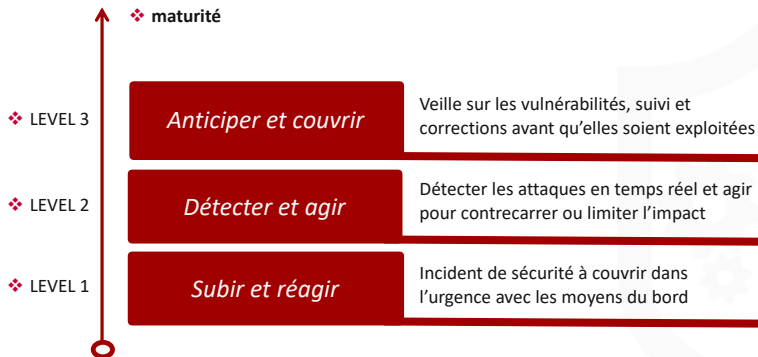 ❖ maturité
❖ LEVEL 3
Anticiper et couvrir
Veille sur les vulnérabilités, suivi et
corrections avant qu’elles soient exploitées
❖ LEVEL 2
Détecter et agir
Détecter les attaques en temps réel et agir
pour contrecarrer ou limiter l’impact
❖ LEVEL 1
Subir et réagir
Incident de sécurité à couvrir dans
l’urgence avec les moyens du bord